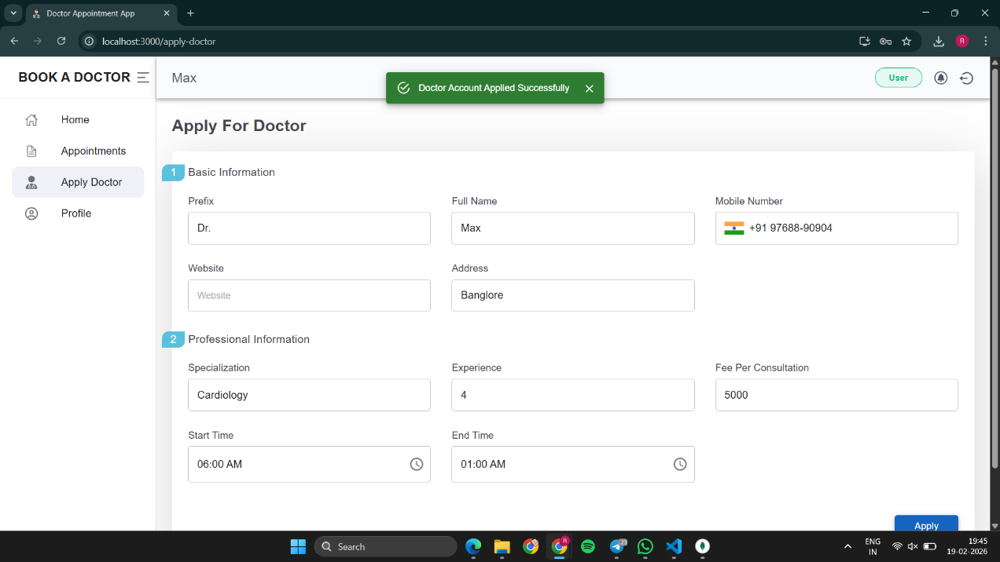 Doctor Appointment App
localhost:3000/apply-doctor
R
BOOK A DOCTOR
Max
Doctor Account Applied Successfully
User
Home
Appointments
Apply Doctor
Profile
Apply For Doctor
1 Basic Information
Prefix Full Name Mobile Number
Dr. Max +91 97688-90904
Website Address
Website Banglore
2 Professional Information
Specialization Experience Fee Per Consultation
Cardiology 4 5000
Start Time End Time
06:00 AM 01:00 AM
Apply
Search
R
23
ENG
IN
19:45
19-02-2026